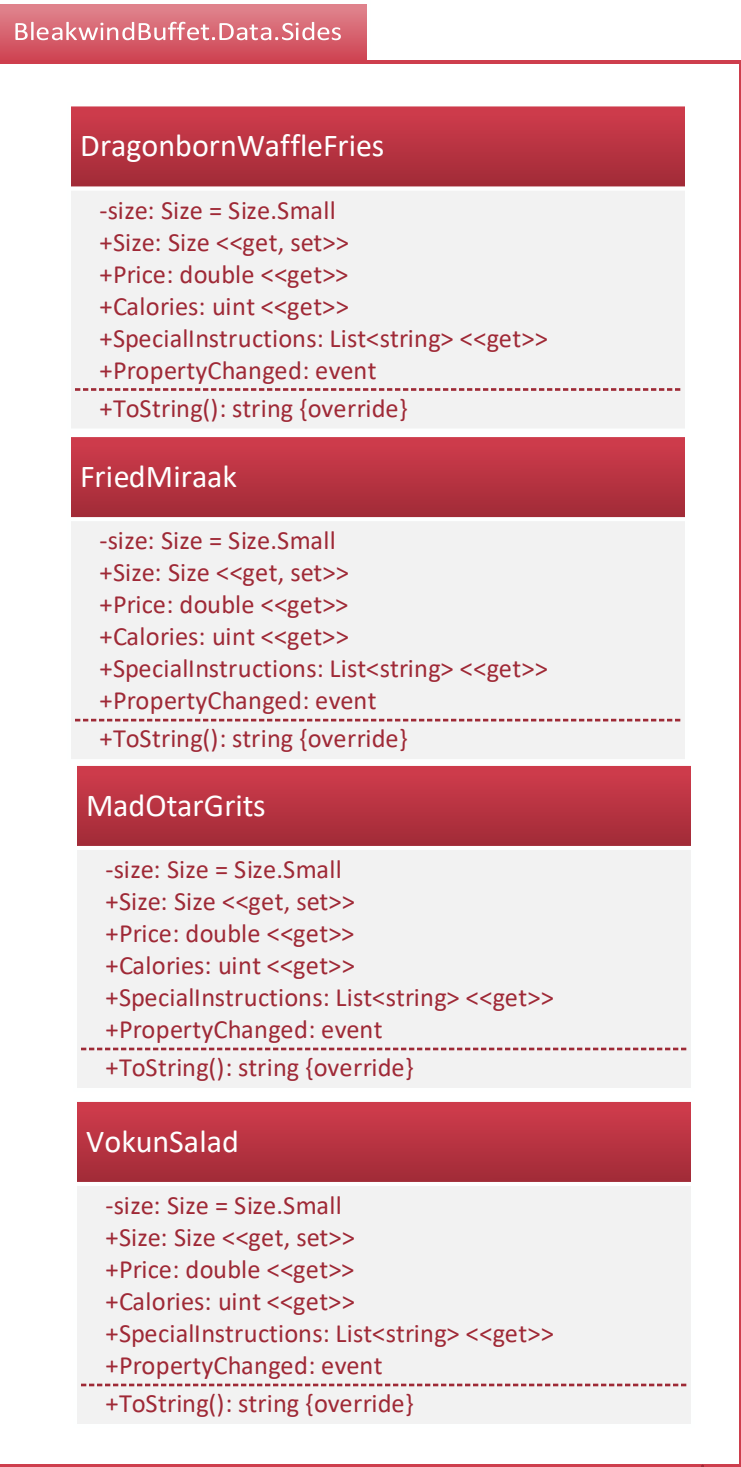 BleakwindBuffet.Data.Sides
DragonbornWaffleFries
-size: Size = Size.Small
+Size: Size <<get, set>>
+Price: double <<get>>
+Calories: uint <<get>>
+SpecialInstructions: List<string> <<get>>
+PropertyChanged: event
+ToString(): string {override}
FriedMiraak
-size: Size = Size.Small
+Size: Size <<get, set>>
+Price: double <<get>>
+Calories: uint <<get>>
+SpecialInstructions: List<string> <<get>>
+PropertyChanged: event
+ToString(): string {override}
MadOtarGrits
-size: Size = Size.Small
+Size: Size <<get, set>>
+Price: double <<get>>
+Calories: uint <<get>>
+SpecialInstructions: List<string> <<get>>
+PropertyChanged: event
+ToString(): string {override}
VokunSalad
-size: Size = Size.Small
+Size: Size <<get, set>>
+Price: double <<get>>
+Calories: uint <<get>>
+SpecialInstructions: List<string> <<get>>
+PropertyChanged: event
+ToString(): string {override}